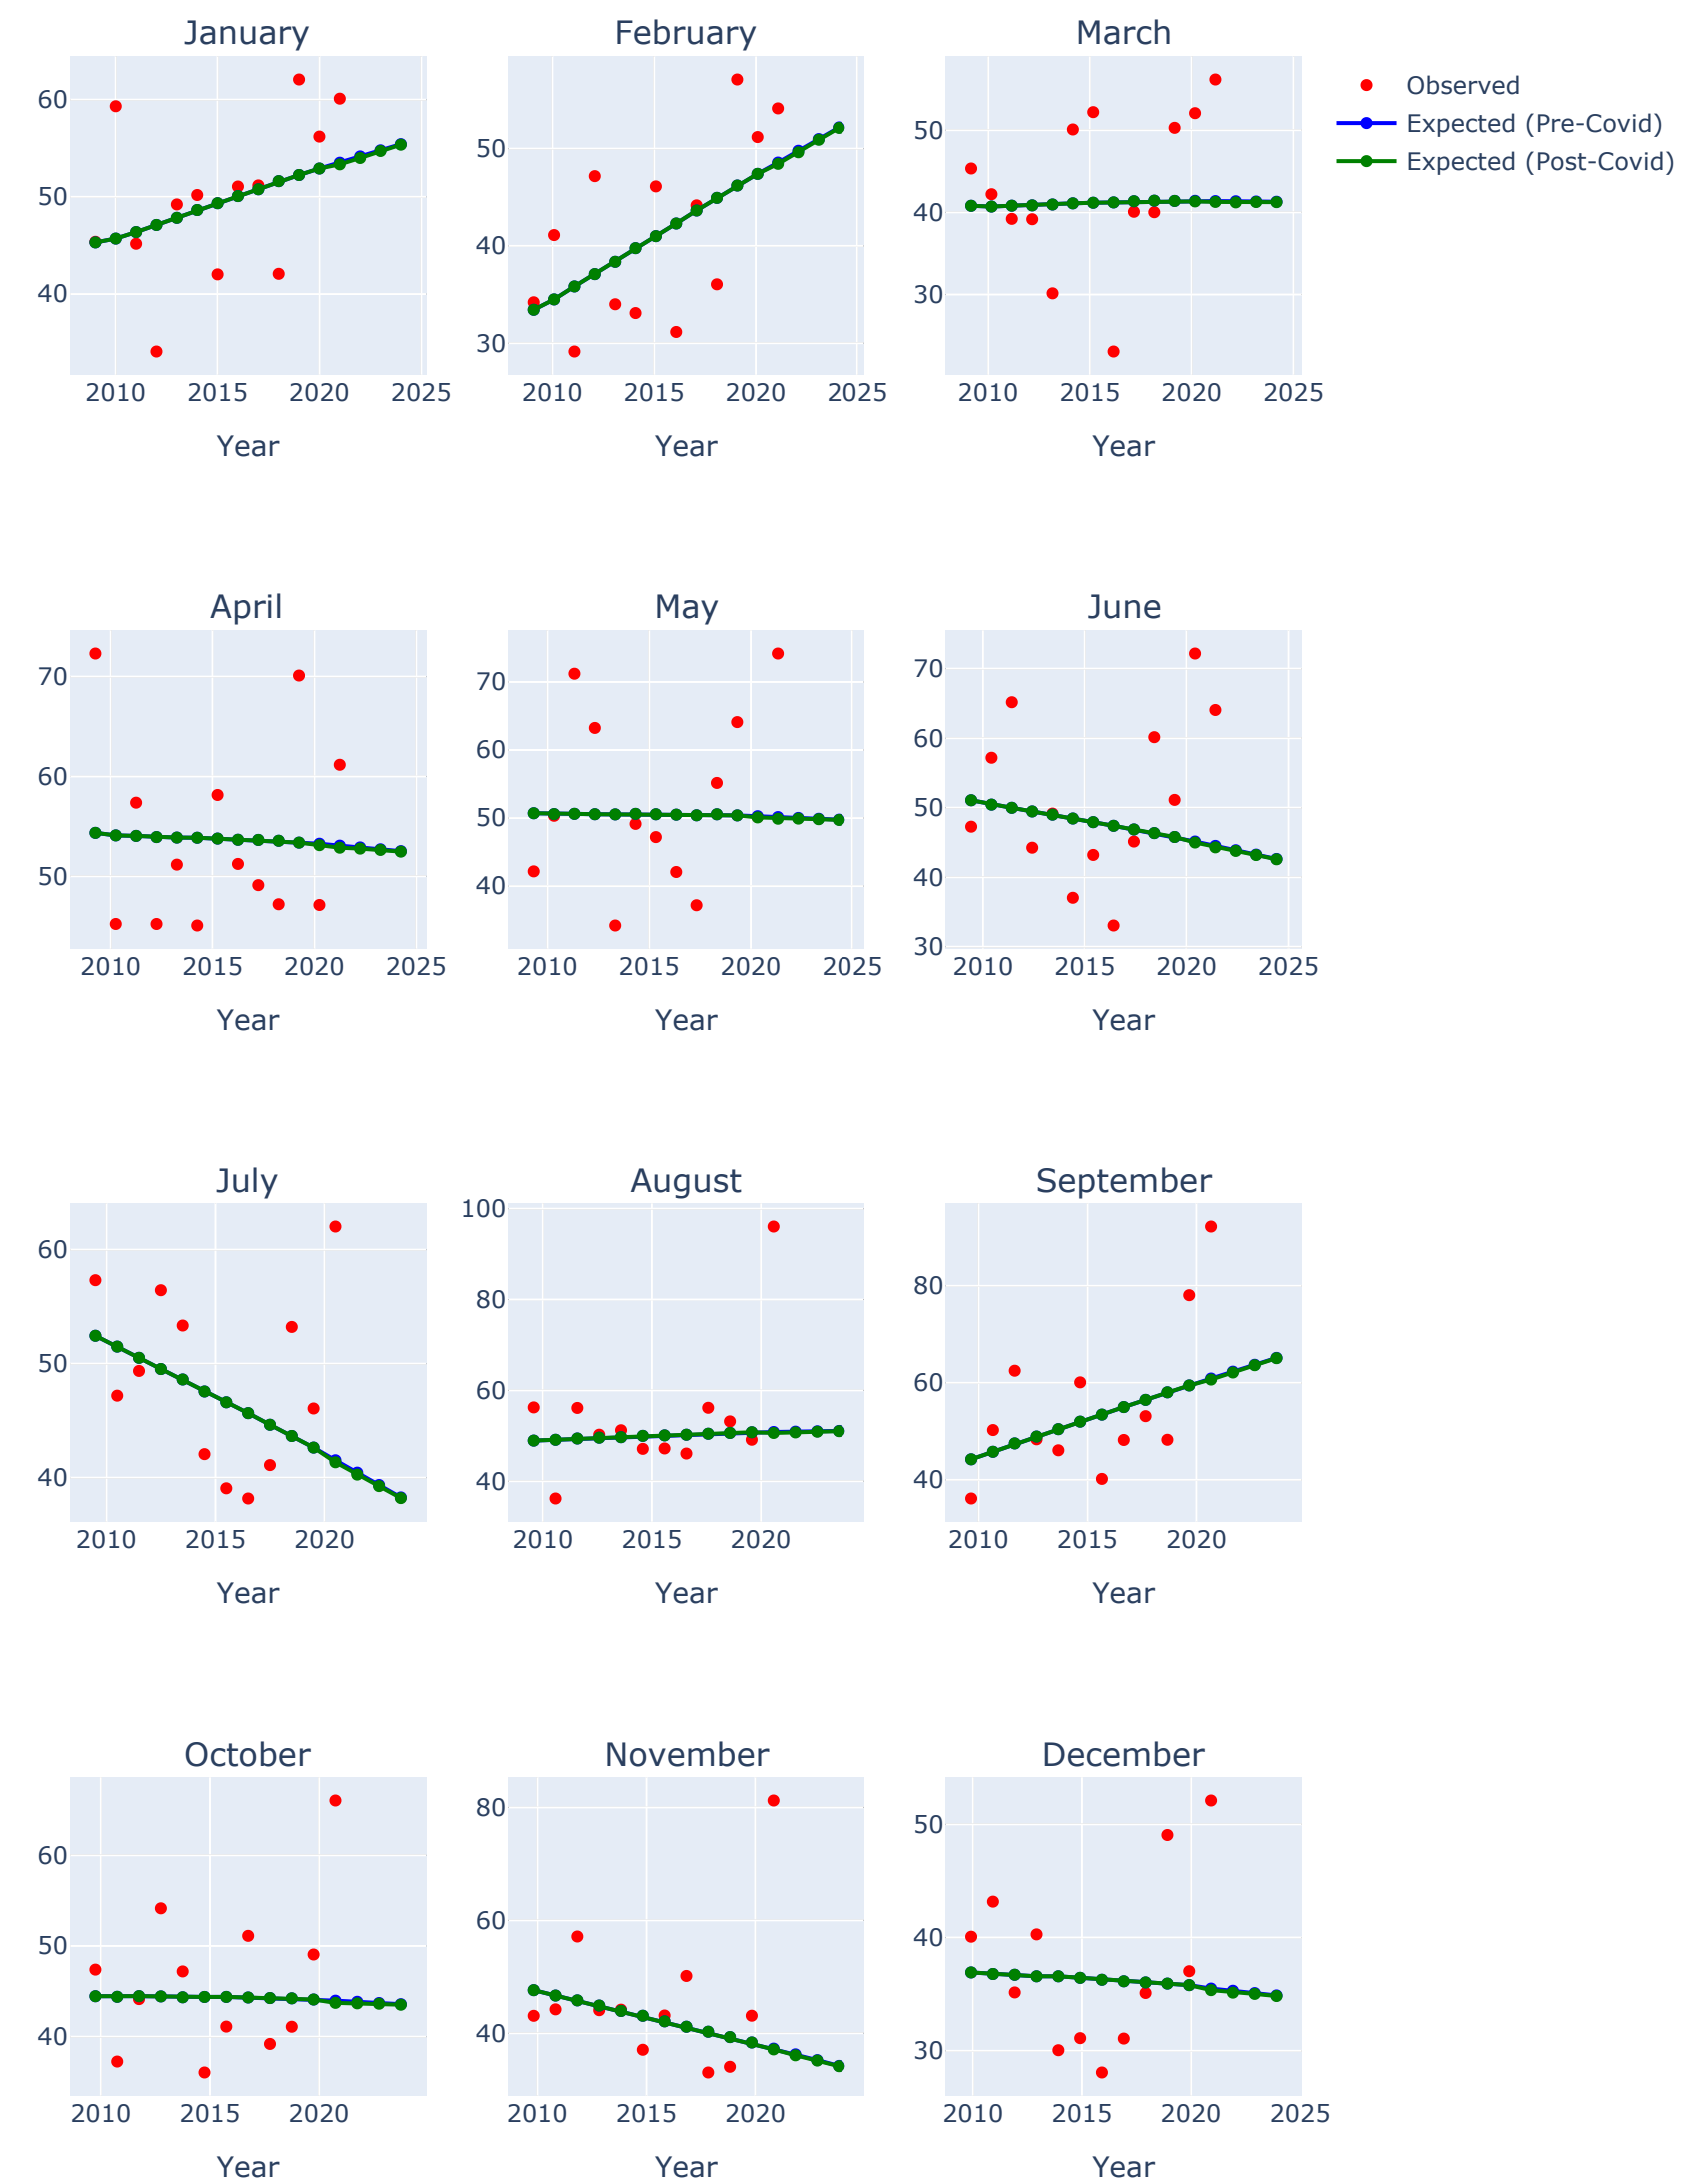 January February March
Observed
Expected (Pre-Covid)
Expected (Post-Covid)
60
50
40
2010 2015 2020 2025
Year
50
40
30
2010 2015 2020 2025
Year
50
40
30
2010 2015 2020 2025
Year
April May June
70
60
50
2010 2015 2020 2025
Year
70
60
50
40
2010 2015 2020 2025
Year
70
60
50
40
30
2010 2015 2020 2025
Year
July August September
60
50
40
2010 2015 2020
Year
100
80
60
40
2010 2015 2020
Year
80
60
40
2010 2015 2020
Year
October November December
60
50
40
2010 2015 2020
Year
80
60
40
2010 2015 2020
Year
50
40
30
2010 2015 2020 2025
Year